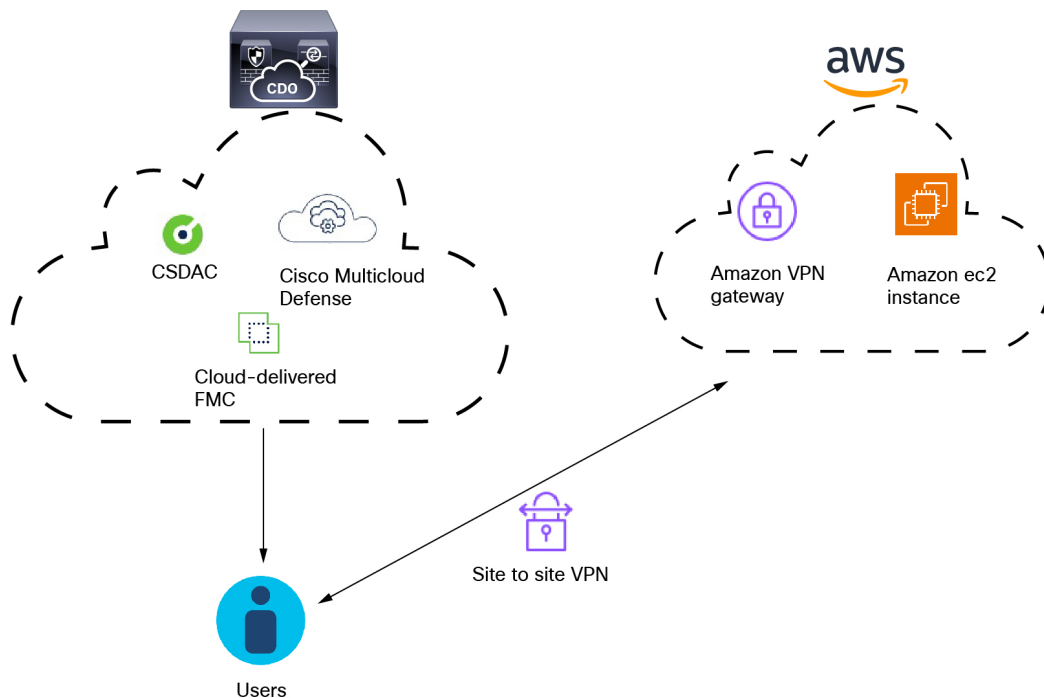 CDO
aws
CSDAC
Cisco Multicloud
Defense
Cloud-delivered
FMC
Amazon VPN
gateway
Amazon ec2
instance
Site to site VPN
Users